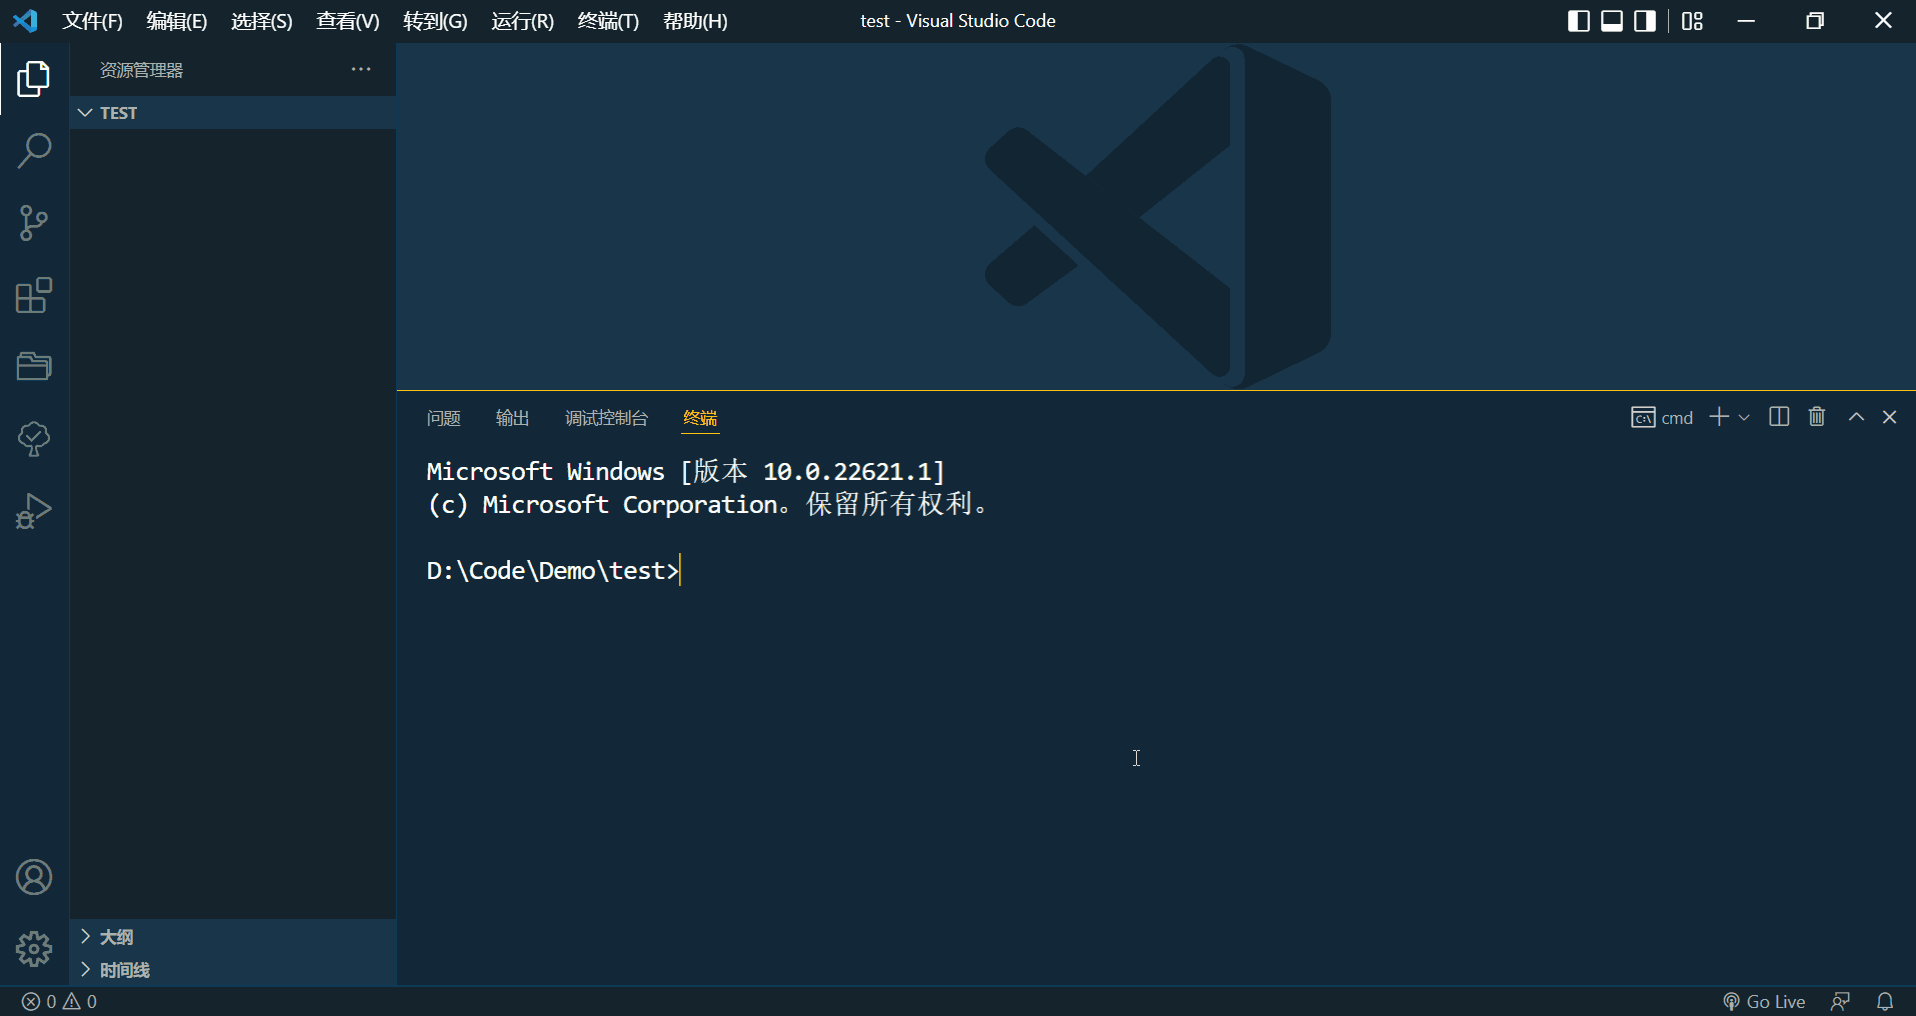 文件(F) 编辑(E) 选择(S) 查看(V) 转到(G) 运行(R) 终端(T) 帮助(H) test - Visual Studio Code
资源管理器
TEST
问题 输出 调试控制台 终端 cmd
Microsoft Windows [版本 10.0.22621.1]
(c) Microsoft Corporation。保留所有权利。
D:\Code\Demo\test>
大纲
时间线
0 0 Go Live